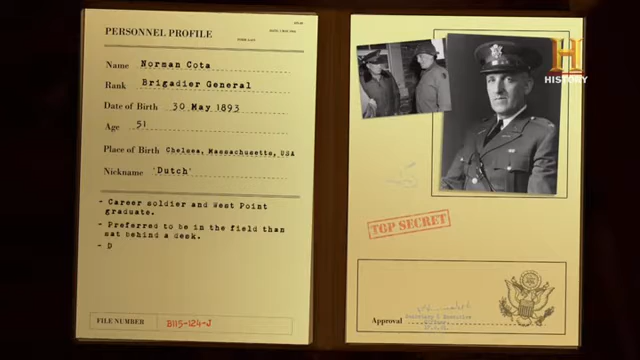 PERSONNEL PROFILE
Name Norman Cota
Rank Brigadier General
Date of Birth 30 May 1893
Age 51
Place of Birth Chelsea, Massachusetts, USA
Nickname 'Dutch'
- Career soldier and West Point
graduate.
- Preferred to be in the field than
sat behind a desk.
- D
FILE NUMBER B115-124-J
H
HISTORY
TOP SECRET
Approval